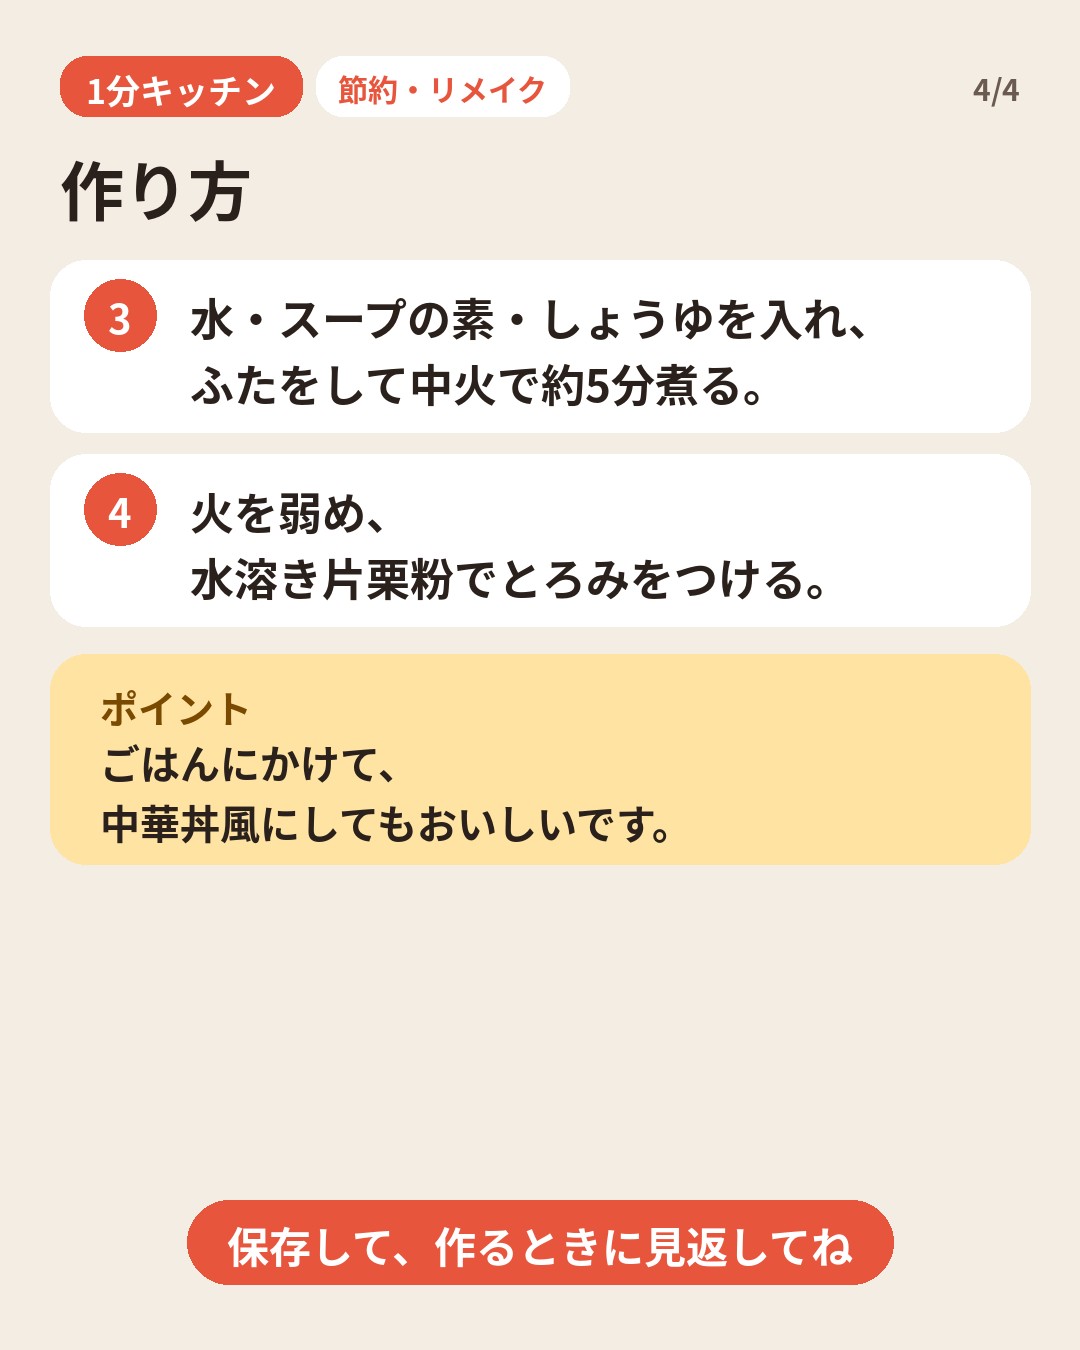 1分キッチン
節約・リメイク
4/4
作り方
3
水・スープの素・しょうゆを入れ、
ふたをして中火で約5分煮る。
4
火を弱め、
水溶き片栗粉でとろみをつける。
ポイント
ごはんにかけて、
中華丼風にしてもおいしいです。
保存して、作るときに見返してね